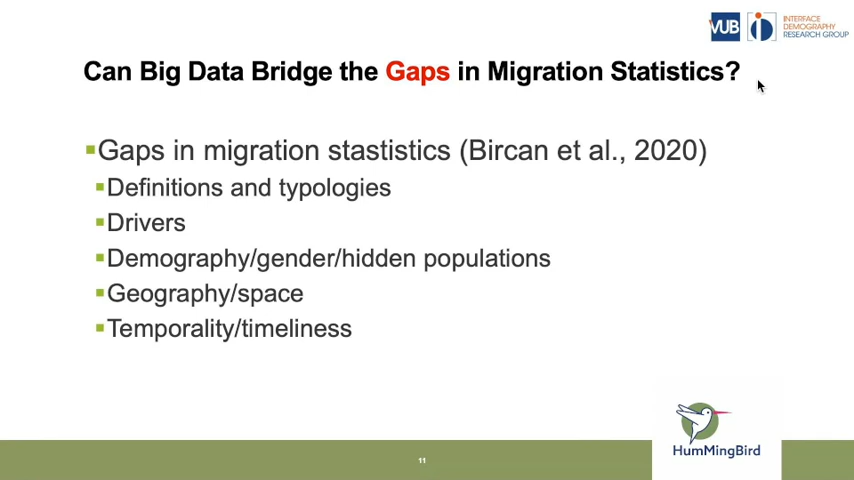 VUB
INTERFACE
DEMOGRAPHY
RESEARCH GROUP
Can Big Data Bridge the Gaps in Migration Statistics?
Gaps in migration stastistics (Bircan et al., 2020)
Definitions and typologies
Drivers
Demography/gender/hidden populations
Geography/space
Temporality/timeliness
HumMingBird
11